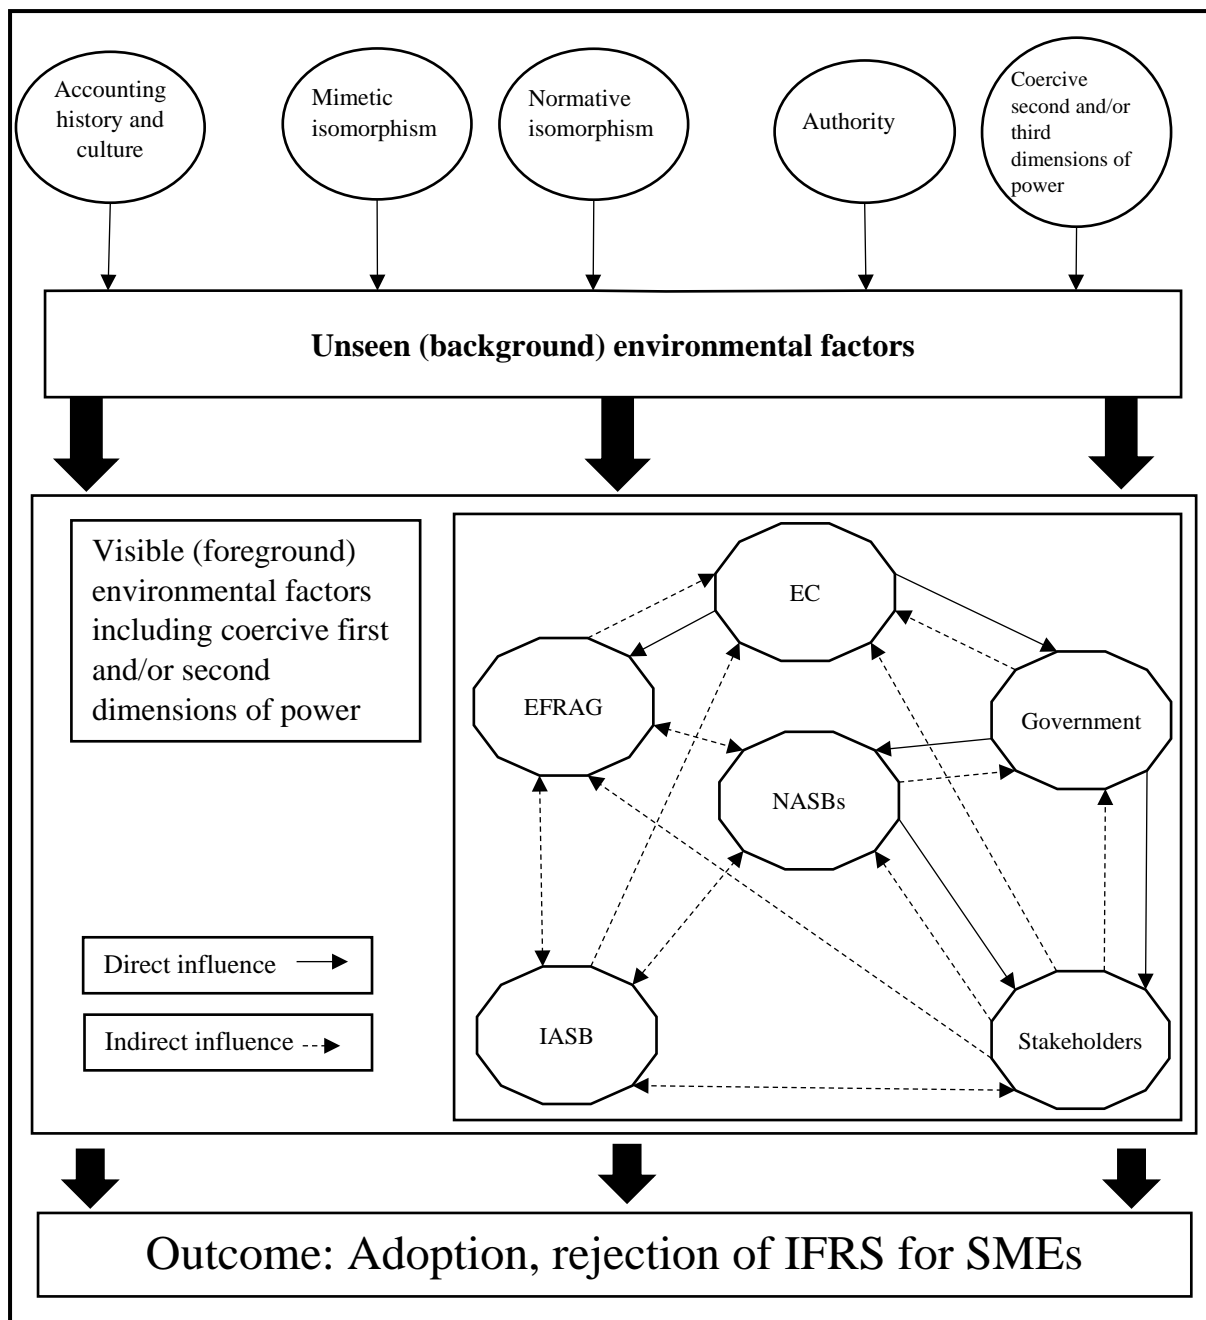 Accounting
history and
culture
Mimetic
isomorphism
Normative
isomorphism
Authority
Coercive
second and/or
third
dimensions of
power
Unseen (background) environmental factors
Visible (foreground)
environmental factors
including coercive first
and/or second
dimensions of power
EC
EFRAG
Government
NASBs
Direct influence
Indirect influence
IASB
Stakeholders
Outcome: Adoption, rejection of IFRS for SMEs